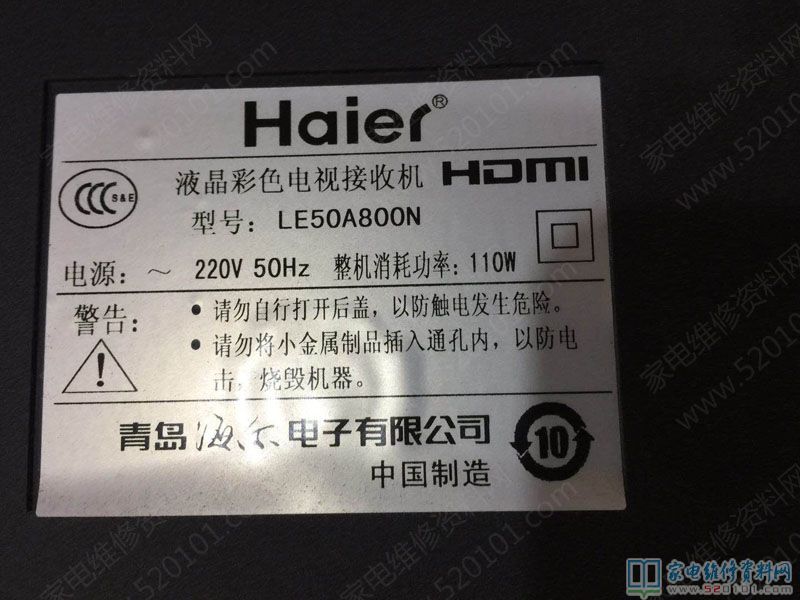 Haier®
液晶彩色电视接收机 HDMI
CCC S&E
型号: LE50A800N
电源: ~ 220V 50Hz 整机消耗功率: 110W
警告:
• 请勿自行打开后盖，以防触电发生危险。
• 请勿将小金属制品插入通孔内，以防电
击，烧毁机器。
!
青岛海尔电子有限公司
10
中国制造
家电维修资料网
www.520101.com